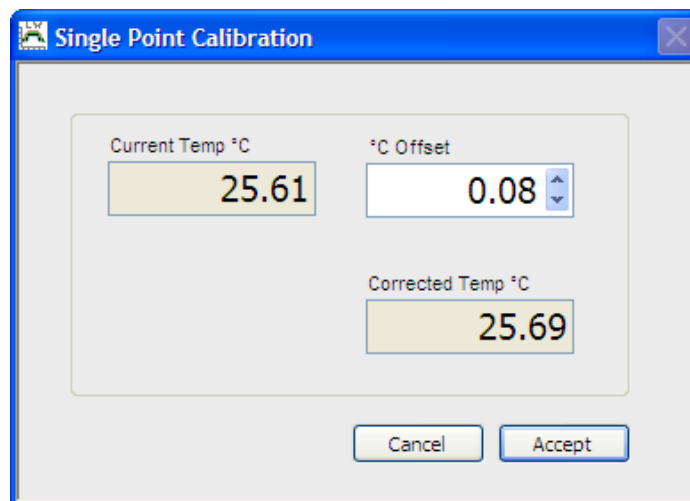 Single Point Calibration
Current Temp °C
°C Offset
25.61
0.08
Corrected Temp °C
25.69
Cancel
Accept